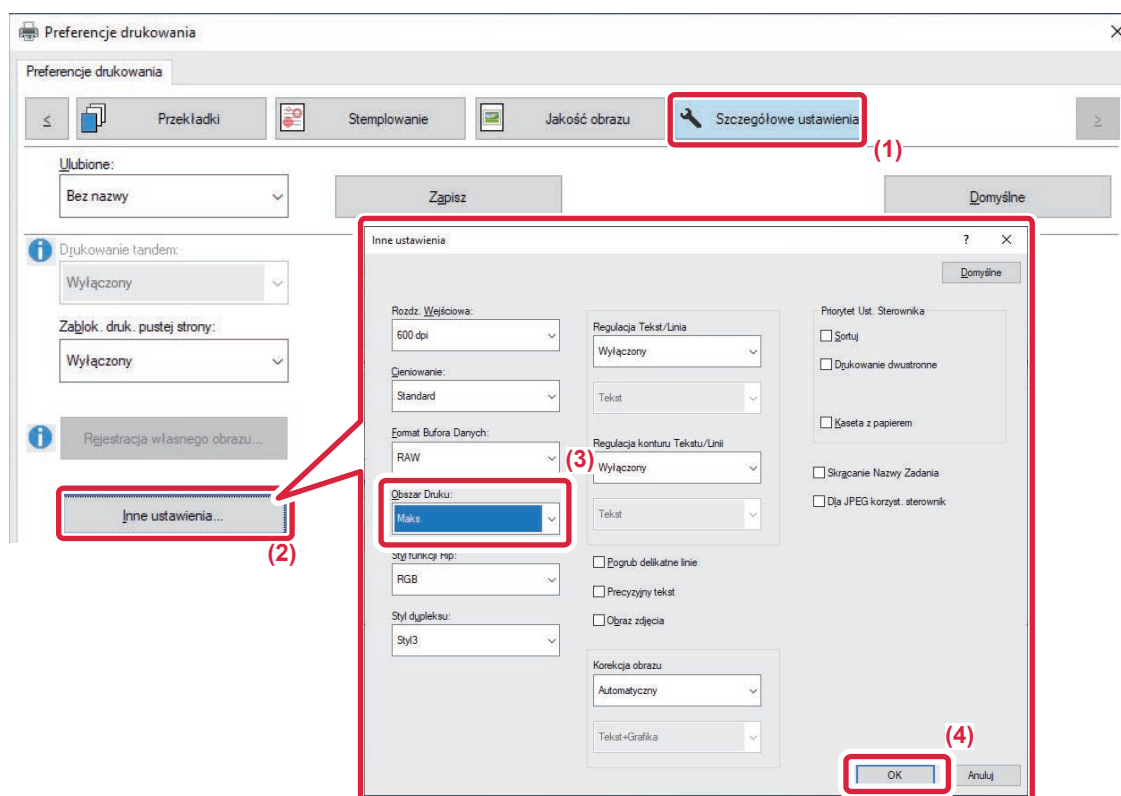 Preferencje drukowania
Preferencje drukowania
<
Przekładki
Stemplowanie
Jakość obrazu
Szczegółowe ustawienia
>
(1)
Ulubione:
Bez nazwy
Zapisz
Domyślne
Drukowanie tandem:
Wyłączony
Zablok. druk. pustej strony:
Wyłączony
Rejestracja własnego obrazu...
Inne ustawienia...
(2)
Inne ustawienia
?
Domyślne
Rozdz. Wejściowa:
600 dpi
Cieniowanie:
Standard
Format Bufora Danych:
RAW
(3)
Obszar Druku:
Maks.
Styl funkcji Rip:
RGB
Styl dupleksu:
Styl3
Regulacja Tekst/Linia
Wyłączony
Tekst
Regulacja konturu Tekstu/Linii
Wyłączony
Tekst
Pogrub delikatne linie
Precyzyjny tekst
Obraz zdjęcia
Korekcja obrazu
Automatyczny
Tekst+Grafika
Priorytet Ust. Sterownika
Sortuj
Drukowanie dwustronne
Kaseta z papierem
Skracanie Nazwy Zadania
Dla JPEG korzyst. sterownik
(4)
OK
Anuluj